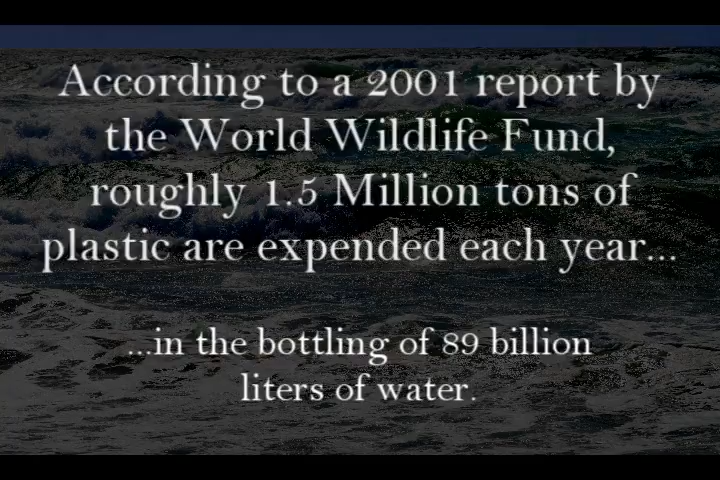 According to a 2001 report by
the World Wildlife Fund,
roughly 1.5 Million tons of
plastic are expended each year...
...in the bottling of 89 billion
liters of water.